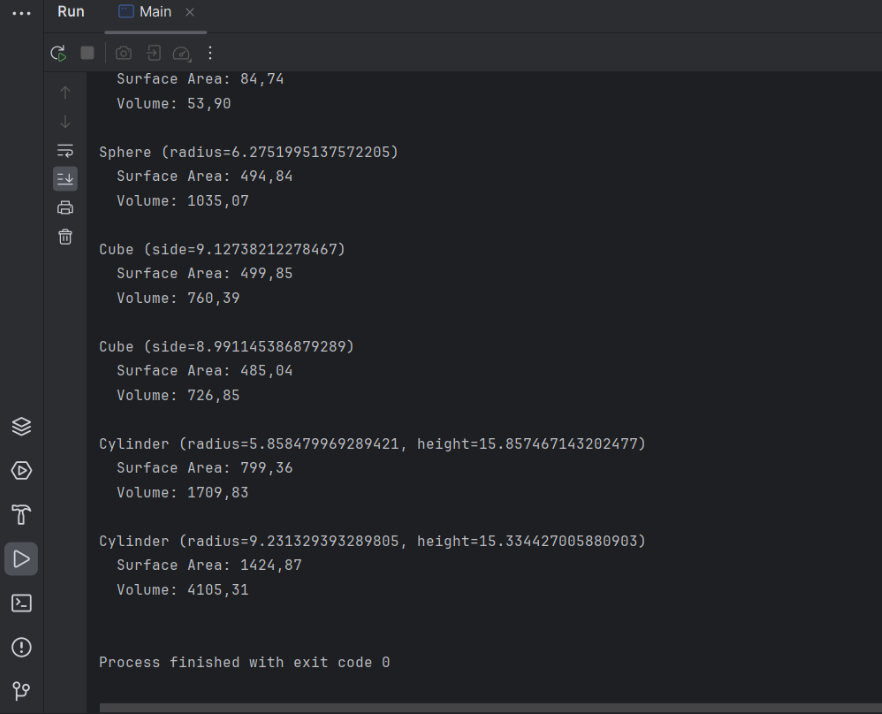 Run
Main
Surface Area: 84,74
Volume: 53,90
Sphere (radius=6.2751995137572205)
Surface Area: 494,84
Volume: 1035,07
Cube (side=9.12738212278467)
Surface Area: 499,85
Volume: 760,39
Cube (side=8.991145386879289)
Surface Area: 485,04
Volume: 726,85
Cylinder (radius=5.858479969289421, height=15.857467143202477)
Surface Area: 799,36
Volume: 1709,83
Cylinder (radius=9.231329393289805, height=15.334427005880903)
Surface Area: 1424,87
Volume: 4105,31
Process finished with exit code 0